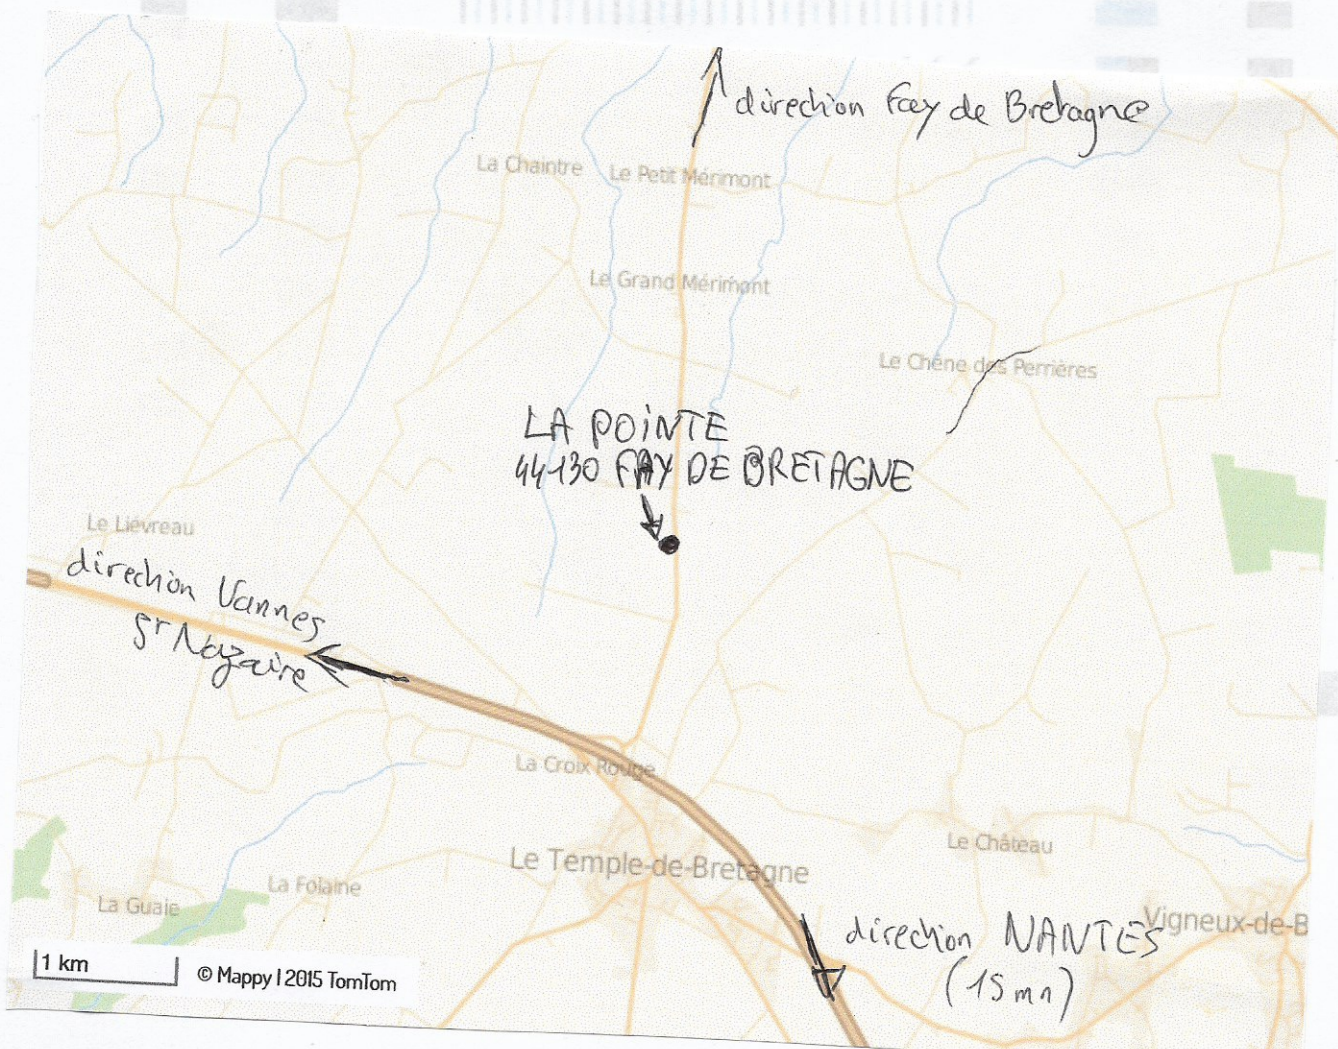 direction Fay de Bretagne
La Chaintre
Le Petit Mérimont
Le Grand Mérimont
Le Chêne des Perrières
LA POINTE
44130 FAY DE BRETAGNE
Le Liévreau
direction Vannes
St Nazaire
La Croix Rouge
Le Château
Le Temple-de-Bretagne
La Folaine
La Guaie
Vigneux-de-B
direction NANTES
(15 mn)
1 km
© Mappy | 2015 TomTom